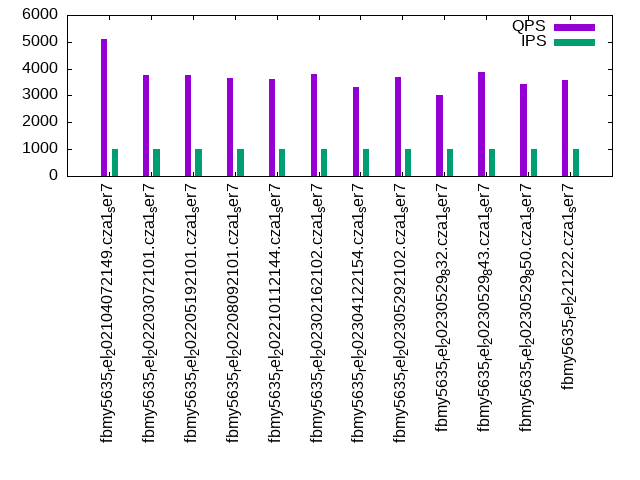 6000
5000
4000
3000
2000
1000
0
QPS
IPS
fbmy5635rel202104072149.cza1ser7
fbmy5635rel202203072101.cza1ser7
fbmy5635rel202205192101.cza1ser7
fbmy5635rel202208092101.cza1ser7
fbmy5635rel202210112144.cza1ser7
fbmy5635rel202302162102.cza1ser7
fbmy5635rel202304122154.cza1ser7
fbmy5635rel202305292102.cza1ser7
fbmy5635rel20230529832.cza1ser7
fbmy5635rel20230529843.cza1ser7
fbmy5635rel20230529850.cza1ser7
fbmy5635rel221222.cza1ser7